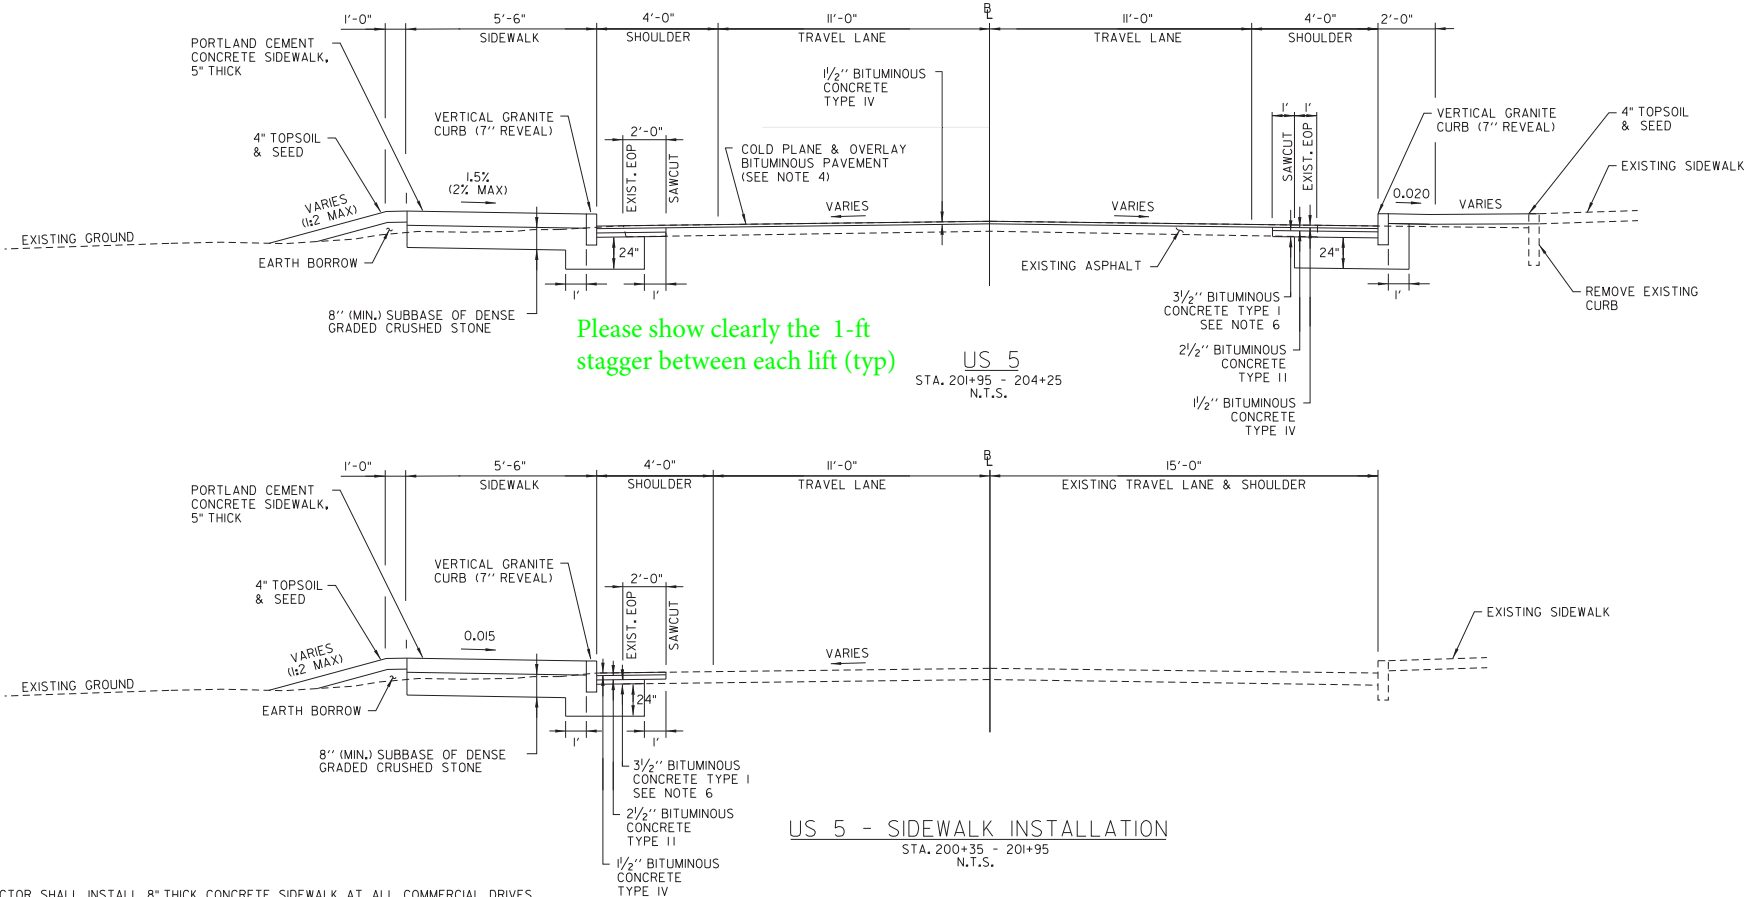 1'-0"
5'-6"
4'-0"
11'-0"
BL
11'-0"
4'-0"
2'-0"
SIDEWALK
SHOULDER
TRAVEL LANE
TRAVEL LANE
SHOULDER
PORTLAND CEMENT
CONCRETE SIDEWALK,
5" THICK
1½" BITUMINOUS
CONCRETE
TYPE IV
4" TOPSOIL
& SEED
VERTICAL GRANITE
CURB (7" REVEAL)
2'-0"
EXIST. EOP
SAWCUT
COLD PLANE & OVERLAY
BITUMINOUS PAVEMENT
(SEE NOTE 4)
1'
1'
SAWCUT
EXIST. EOP
VERTICAL GRANITE
CURB (7" REVEAL)
4" TOPSOIL
& SEED
EXISTING SIDEWALK
1.5%
(2% MAX)
VARIES
(1:2 MAX)
VARIES
VARIES
0.020
VARIES
EXISTING GROUND
EARTH BORROW
24"
EXISTING ASPHALT
24"
1'
1'
1'
REMOVE EXISTING
CURB
8" (MIN.) SUBBASE OF DENSE
GRADED CRUSHED STONE
3½" BITUMINOUS
CONCRETE TYPE I
SEE NOTE 6
2½" BITUMINOUS
CONCRETE
TYPE II
1½" BITUMINOUS
CONCRETE
TYPE IV
Please show clearly the 1-ft
stagger between each lift (typ)
US 5
STA. 201+95 - 204+25
N.T.S.
1'-0"
5'-6"
4'-0"
11'-0"
BL
15'-0"
SIDEWALK
SHOULDER
TRAVEL LANE
EXISTING TRAVEL LANE & SHOULDER
PORTLAND CEMENT
CONCRETE SIDEWALK,
5" THICK
4" TOPSOIL
& SEED
VERTICAL GRANITE
CURB (7" REVEAL)
2'-0"
EXIST. EOP
SAWCUT
EXISTING SIDEWALK
0.015
VARIES
(1:2 MAX)
VARIES
EXISTING GROUND
EARTH BORROW
24"
1'
1'
8" (MIN.) SUBBASE OF DENSE
GRADED CRUSHED STONE
3½" BITUMINOUS
CONCRETE TYPE I
SEE NOTE 6
2½" BITUMINOUS
CONCRETE
TYPE II
1½" BITUMINOUS
CONCRETE
TYPE IV
US 5 - SIDEWALK INSTALLATION
STA. 200+35 - 201+95
N.T.S.
CTOR SHALL INSTALL 8" THICK CONCRETE SIDEWALK AT ALL COMMERCIAL DRIVES